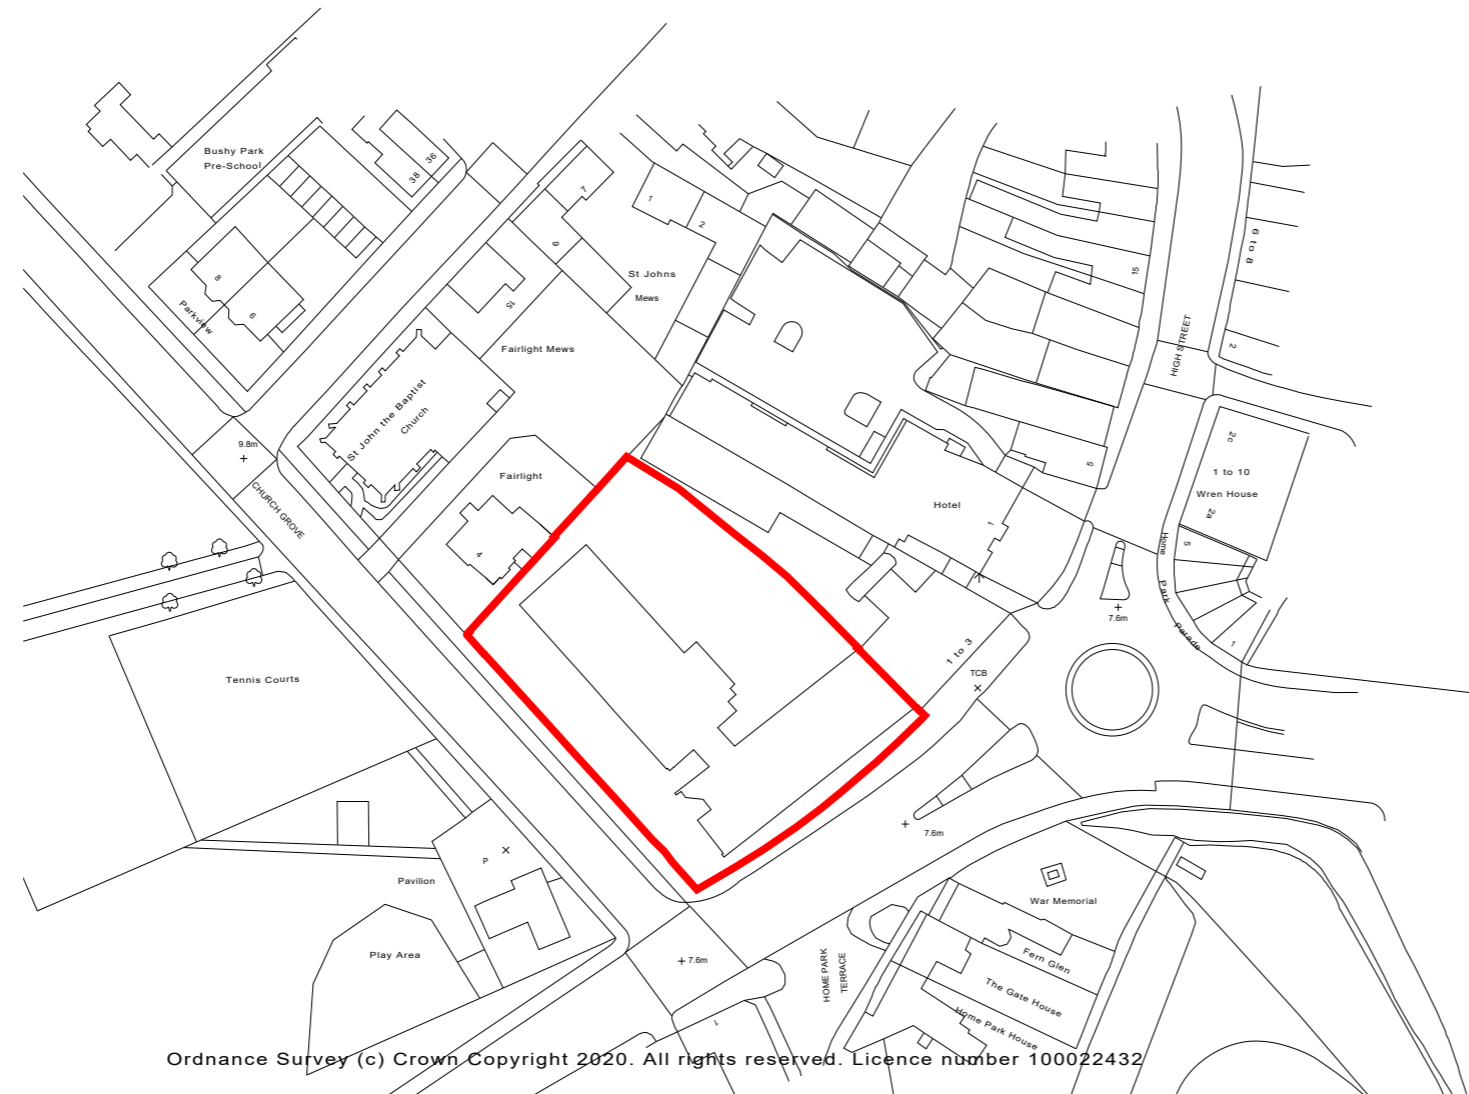 Bushy Park
Pre-School
36
38
7
1
2
9
St Johns
Mews
15
8
6
Parkview
Fairlight Mews
St John the Baptist
Church
9.8m
CHURCH GROVE
Fairlight
4
15
6 to 8
HIGH STREET
2
2c
1 to 10
Wren House
2a
5
Hotel
1
Home
Park
Parade
5
1
7.6m
1 to 3
TCB
Tennis Courts
7.6m
P
Pavilion
Play Area
7.6m
War Memorial
Fern Glen
The Gate House
Home Park House
HOME PARK
TERRACE
1
Ordnance Survey (c) Crown Copyright 2020. All rights reserved. Licence number 100022432